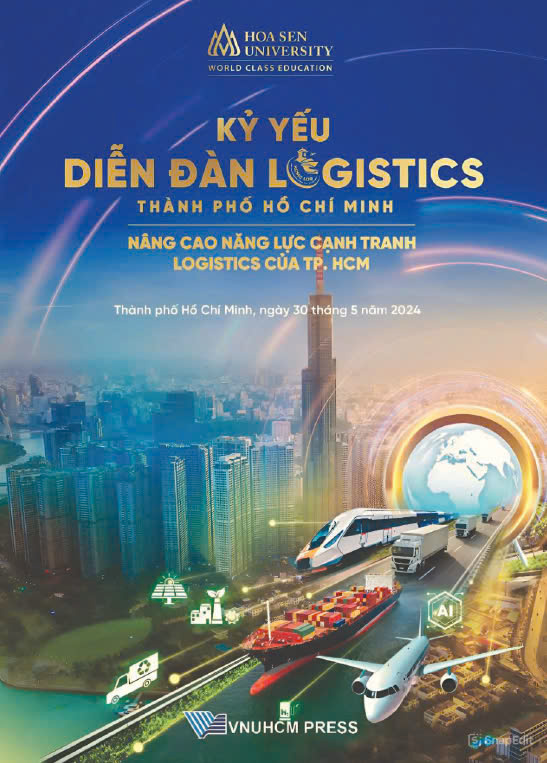 HOA SEN
UNIVERSITY
WORLD CLASS EDUCATION
KỶ YẾU
DIỄN ĐÀN LOGISTICS
THÀNH PHỐ HỒ CHÍ MINH
NÂNG CAO NĂNG LỰC CẠNH TRANH
LOGISTICS CỦA TP. HCM
Thành phố Hồ Chí Minh, ngày 30 tháng 5 năm 2024
AI
VNUHCM PRESS
SnapEdit